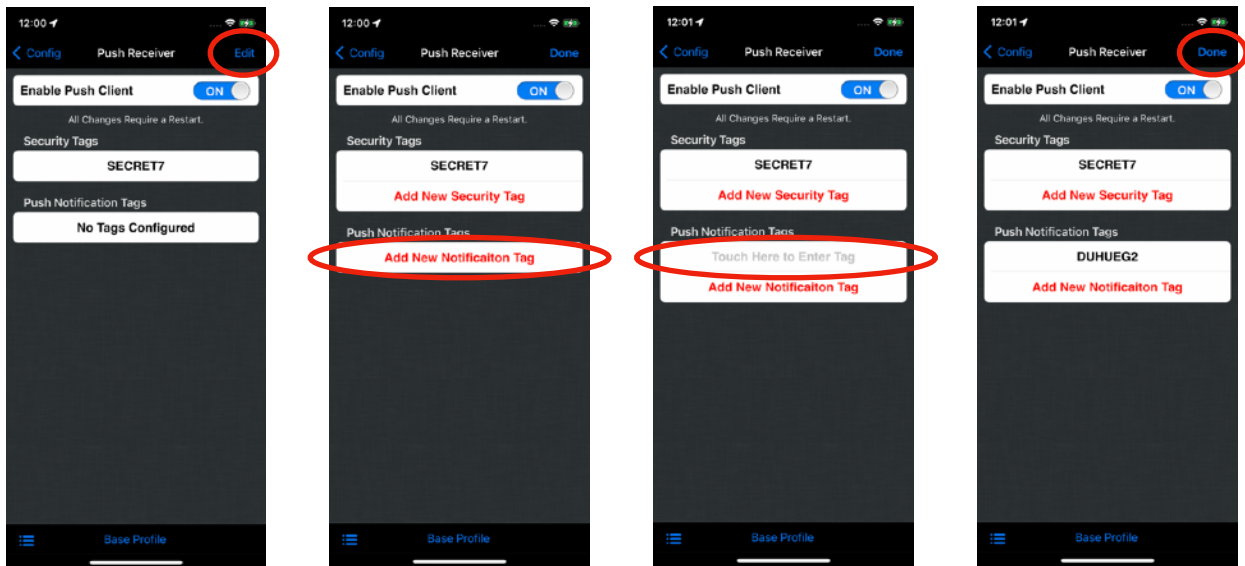 12:00
Config Push Receiver Edit
Enable Push Client ON
All Changes Require a Restart.
Security Tags
SECRET7
Push Notification Tags
No Tags Configured
Base Profile
12:00
Config Push Receiver Done
Enable Push Client ON
All Changes Require a Restart.
Security Tags
SECRET7
Add New Security Tag
Push Notification Tags
Add New Notificaiton Tag
Base Profile
12:01
Config Push Receiver Done
Enable Push Client ON
All Changes Require a Restart.
Security Tags
SECRET7
Add New Security Tag
Push Notification Tags
Touch Here to Enter Tag
Add New Notificaiton Tag
Base Profile
12:01
Config Push Receiver Done
Enable Push Client ON
All Changes Require a Restart.
Security Tags
SECRET7
Add New Security Tag
Push Notification Tags
DUHUEG2
Add New Notificaiton Tag
Base Profile